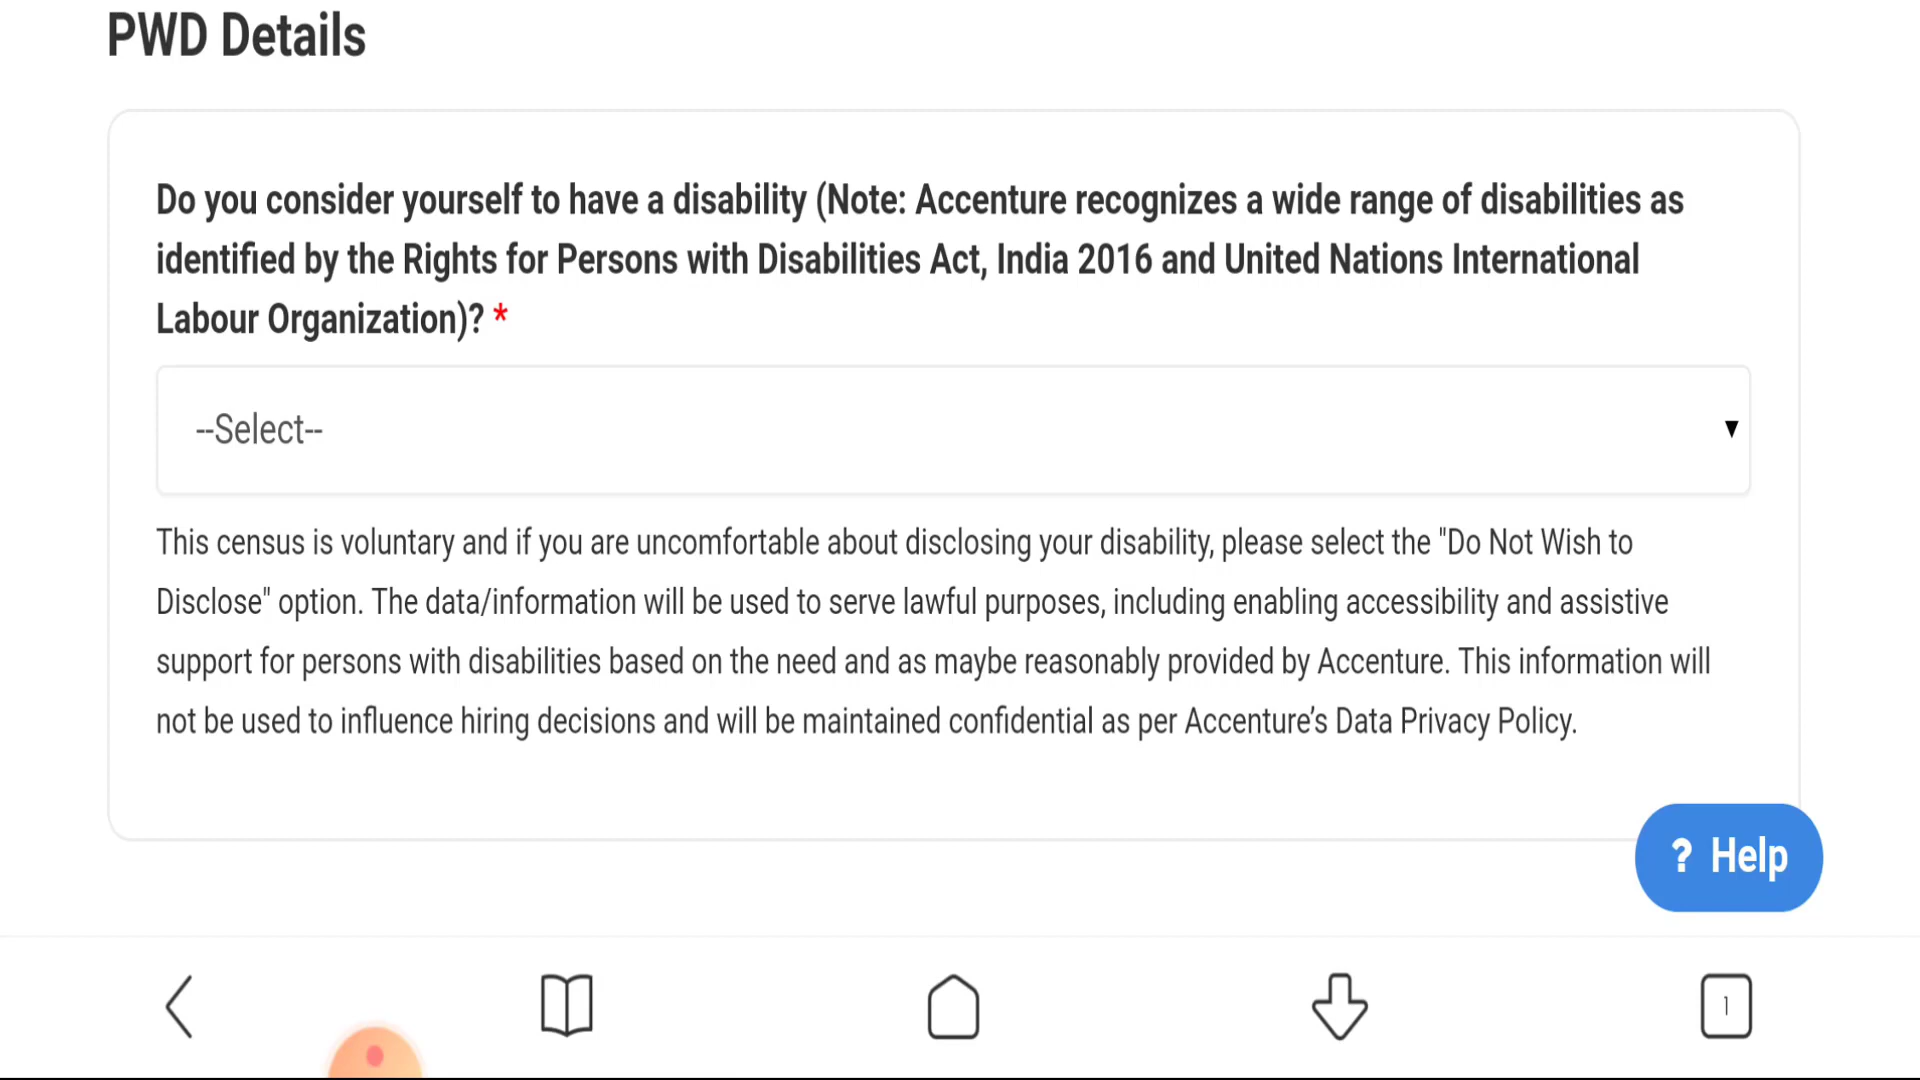 PWD Details
Do you consider yourself to have a disability (Note: Accenture recognizes a wide range of disabilities as
identified by the Rights for Persons with Disabilities Act, India 2016 and United Nations International
Labour Organization)? *
--Select--
This census is voluntary and if you are uncomfortable about disclosing your disability, please select the "Do Not Wish to
Disclose" option. The data/information will be used to serve lawful purposes, including enabling accessibility and assistive
support for persons with disabilities based on the need and as maybe reasonably provided by Accenture. This information will
not be used to influence hiring decisions and will be maintained confidential as per Accenture’s Data Privacy Policy.
? Help
1